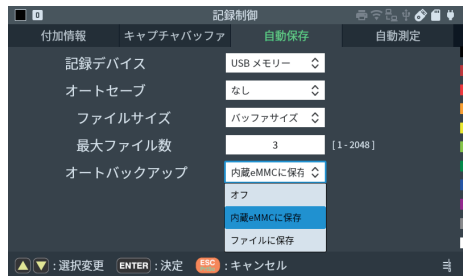 0 記録制御
付加情報 キャプチャバッファ 自動保存 自動測定
記録デバイス USB メモリー
オートセーブ なし
ファイルサイズ バッファサイズ
最大ファイル数 3 [ 1 - 2048 ]
オートバックアップ 内蔵eMMCに保存
オフ
内蔵eMMCに保存
ファイルに保存
:選択変更 ENTER :決定 ESC :キャンセル